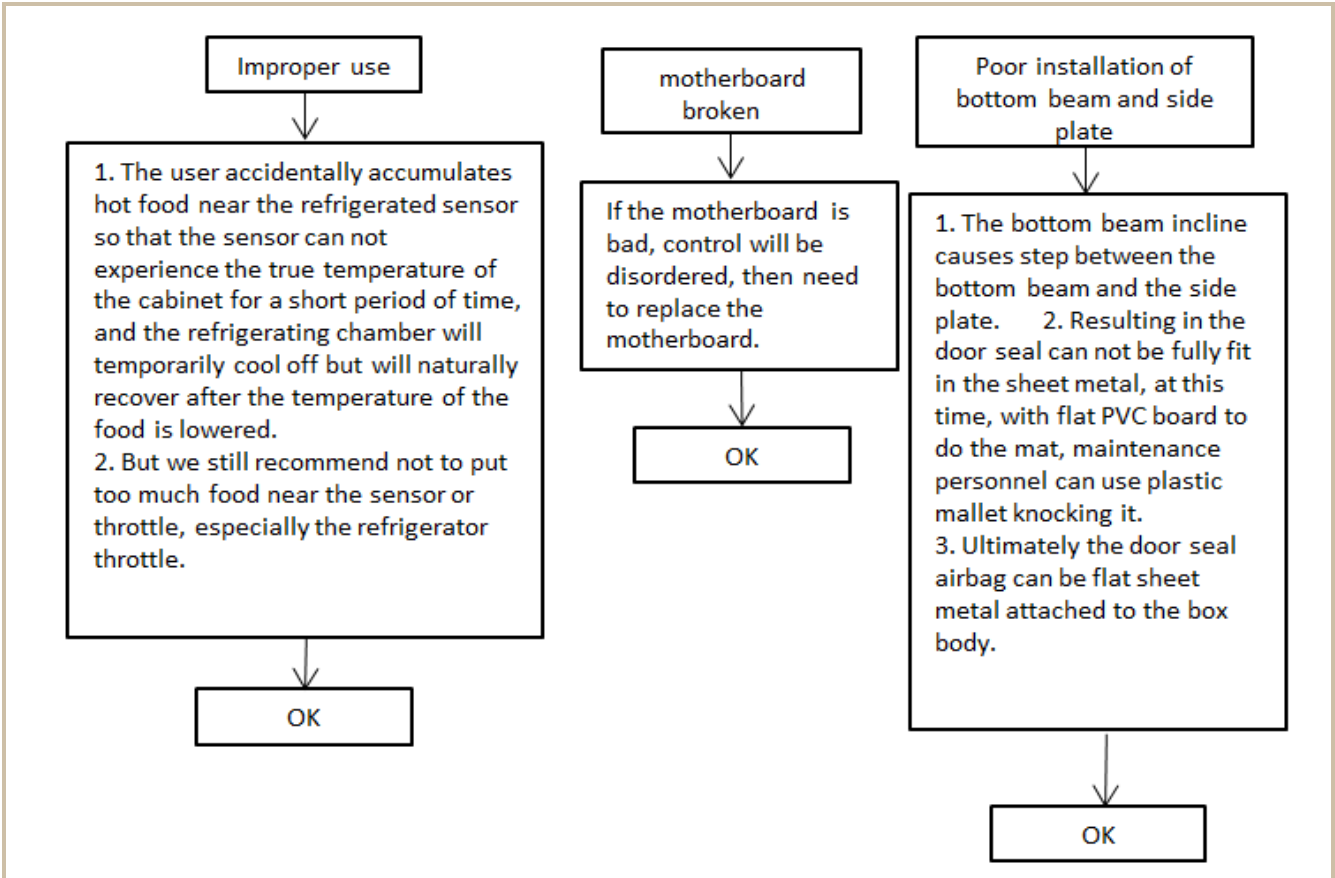 Improper use
1. The user accidentally accumulates
hot food near the refrigerated sensor
so that the sensor can not
experience the true temperature of
the cabinet for a short period of time,
and the refrigerating chamber will
temporarily cool off but will naturally
recover after the temperature of the
food is lowered.
2. But we still recommend not to put
too much food near the sensor or
throttle, especially the refrigerator
throttle.
OK
motherboard
broken
If the motherboard is
bad, control will be
disordered, then need
to replace the
motherboard.
OK
Poor installation of
bottom beam and side
plate
1. The bottom beam incline
causes step between the
bottom beam and the side
plate. 2. Resulting in the
door seal can not be fully fit
in the sheet metal, at this
time, with flat PVC board to
do the mat, maintenance
personnel can use plastic
mallet knocking it.
3. Ultimately the door seal
airbag can be flat sheet
metal attached to the box
body.
OK